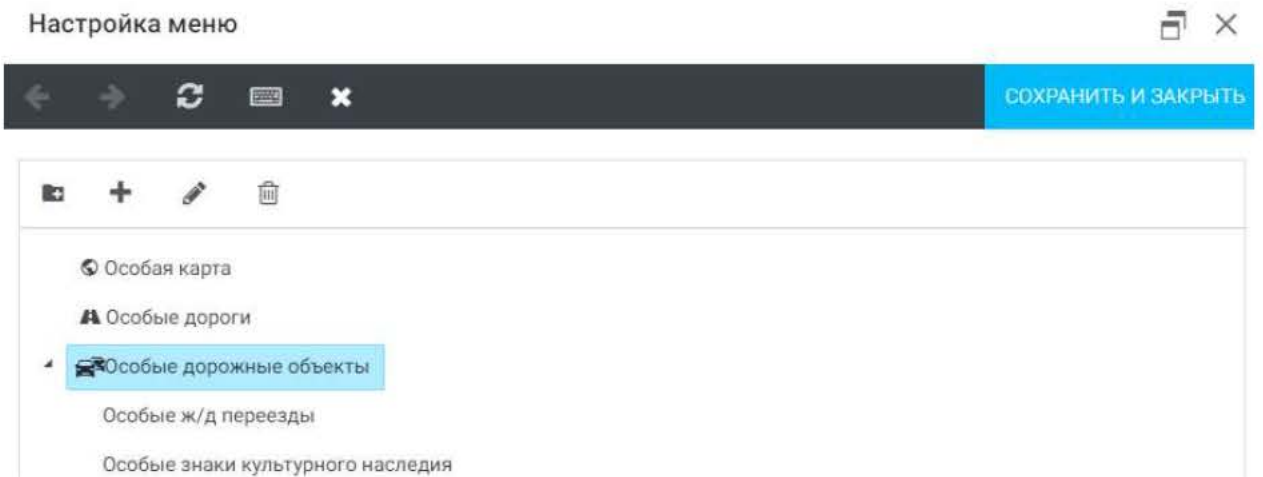 Настройка меню
СОХРАНИТЬ И ЗАКРЫТЬ
Особая карта
Особые дороги
Особые дорожные объекты
Особые ж/д переезды
Особые знаки культурного наследия